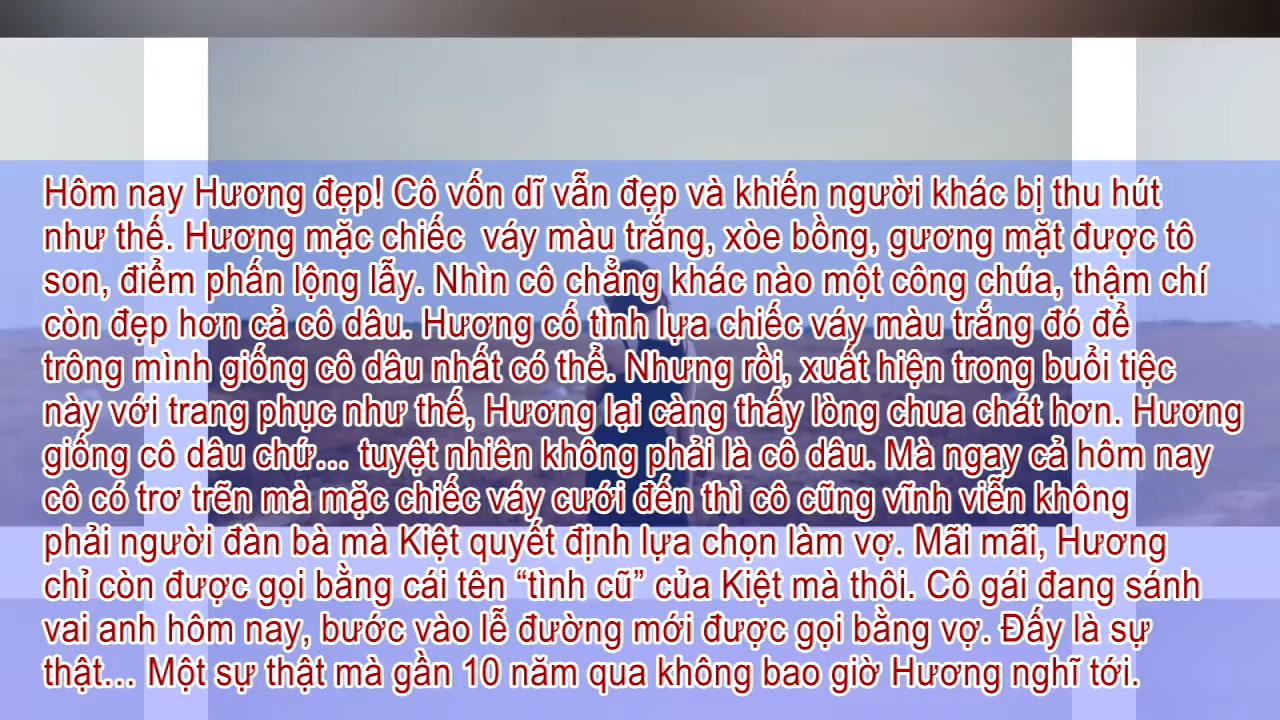 Hôm nay Hương đẹp! Cô vốn dĩ vẫn đẹp và khiến người khác bị thu hút
như thế. Hương mặc chiếc  váy màu trắng, xòe bồng, gương mặt được tô
son, điểm phấn lộng lẫy. Nhìn cô chẳng khác nào một công chúa, thậm chí
còn đẹp hơn cả cô dâu. Hương cố tình lựa chiếc váy màu trắng đó để
trông mình giống cô dâu nhất có thể. Nhưng rồi, xuất hiện trong buổi tiệc
này với trang phục như thế, Hương lại càng thấy lòng chua chát hơn. Hương
giống cô dâu chứ... tuyệt nhiên không phải là cô dâu. Mà ngay cả hôm nay
cô có trơ trẽn mà mặc chiếc váy cưới đến thì cô cũng vĩnh viễn không
phải người đàn bà mà Kiệt quyết định lựa chọn làm vợ. Mãi mãi, Hương
chỉ còn được gọi bằng cái tên “tình cũ” của Kiệt mà thôi. Cô gái đang sánh
vai anh hôm nay, bước vào lễ đường mới được gọi bằng vợ. Đấy là sự
thật... Một sự thật mà gần 10 năm qua không bao giờ Hương nghĩ tới.